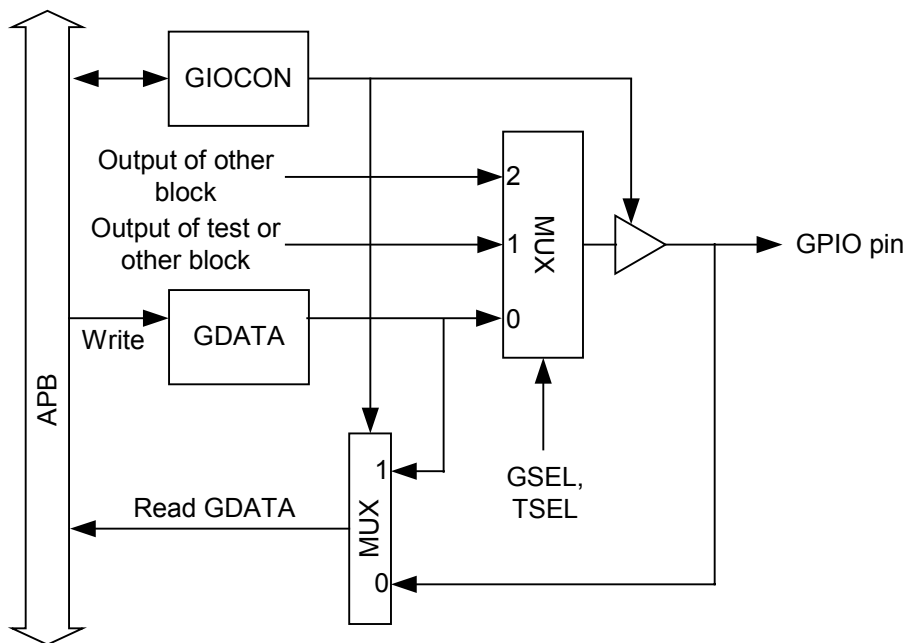 GIOCON
Output of other
block
2
Output of test or
other block
1
MUX
GPIO pin
0
Write
GDATA
APB
1
GSEL,
TSEL
Read GDATA
MUX
0